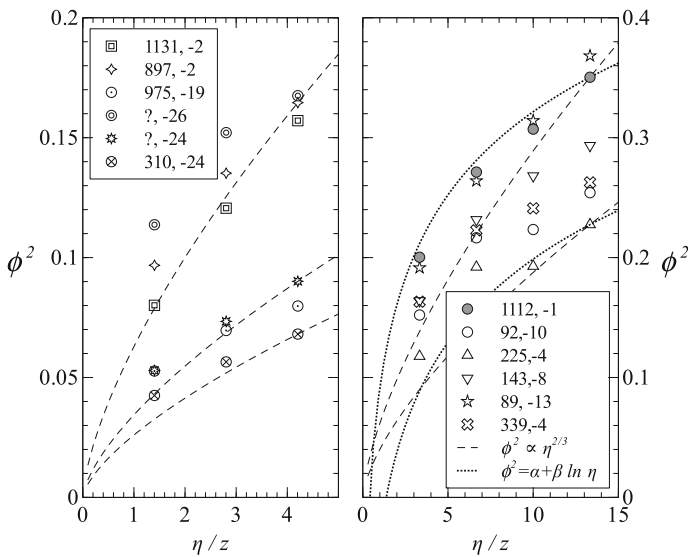 0.2
0.15
0.1
0.05
0
0 1 2 3 4 5
ϕ²
η / z
1131, -2
897, -2
975, -19
?, -26
?, -24
310, -24
0.4
0.3
0.2
0.1
0
0 5 10 15
ϕ²
η / z
1112, -1
92,-10
225,-4
143,-8
89, -13
339,-4
ϕ² ∝ η^{2/3}
ϕ²=α+β ln η